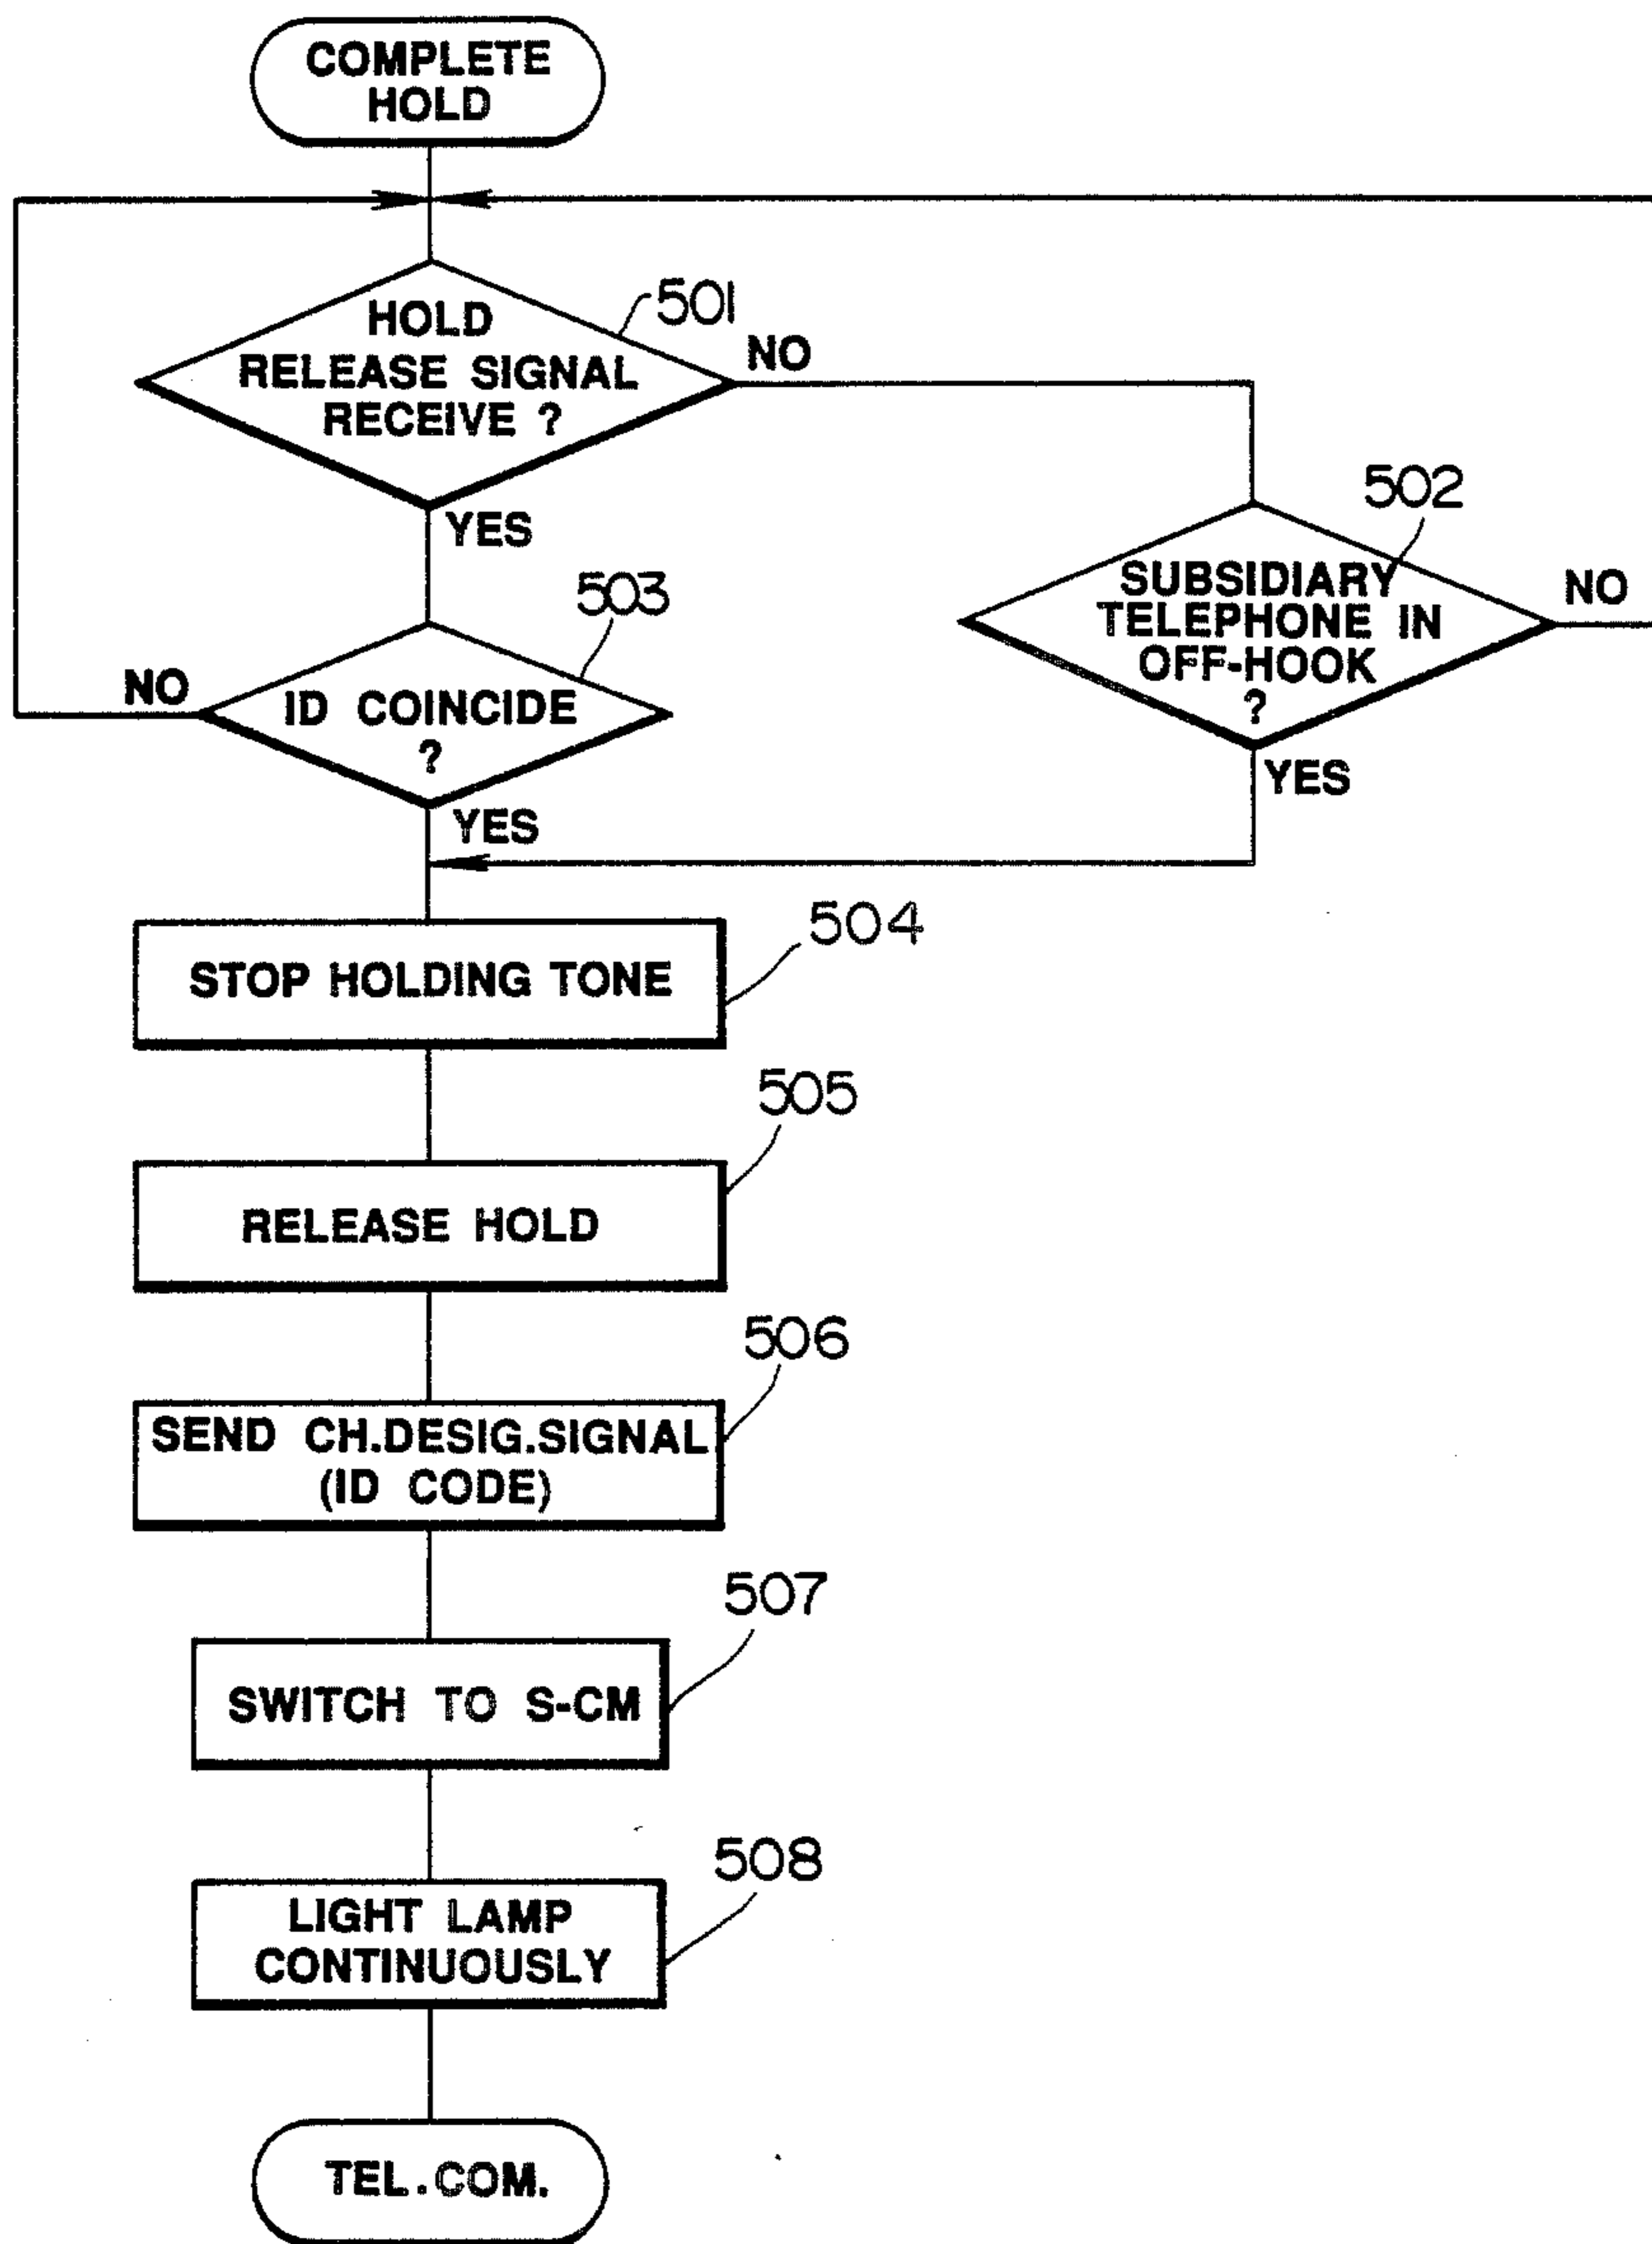 COMPLETE
HOLD
HOLD
RELEASE SIGNAL
RECEIVE ?
501
NO
YES
502
SUBSIDIARY
TELEPHONE IN
OFF-HOOK
?
NO
YES
503
ID COINCIDE
?
NO
YES
504
STOP HOLDING TONE
505
RELEASE HOLD
506
SEND CH.DESIG.SIGNAL
(ID CODE)
507
SWITCH TO S-CM
508
LIGHT LAMP
CONTINUOUSLY
TEL.COM.